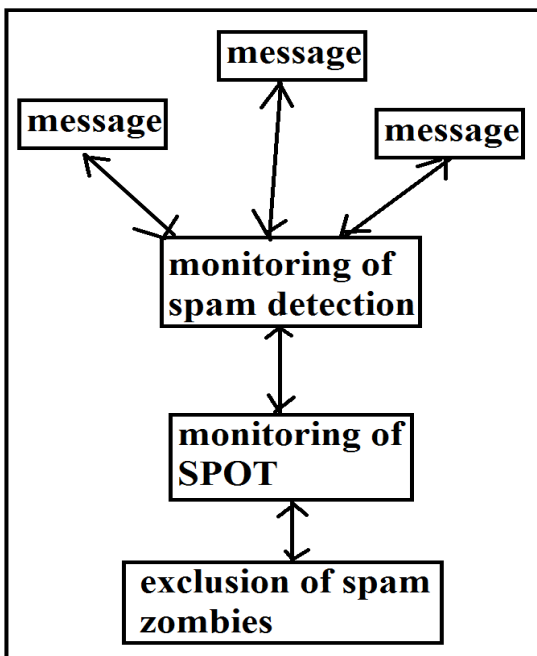 message
message
message
monitoring of
spam detection
monitoring of
SPOT
exclusion of spam
zombies